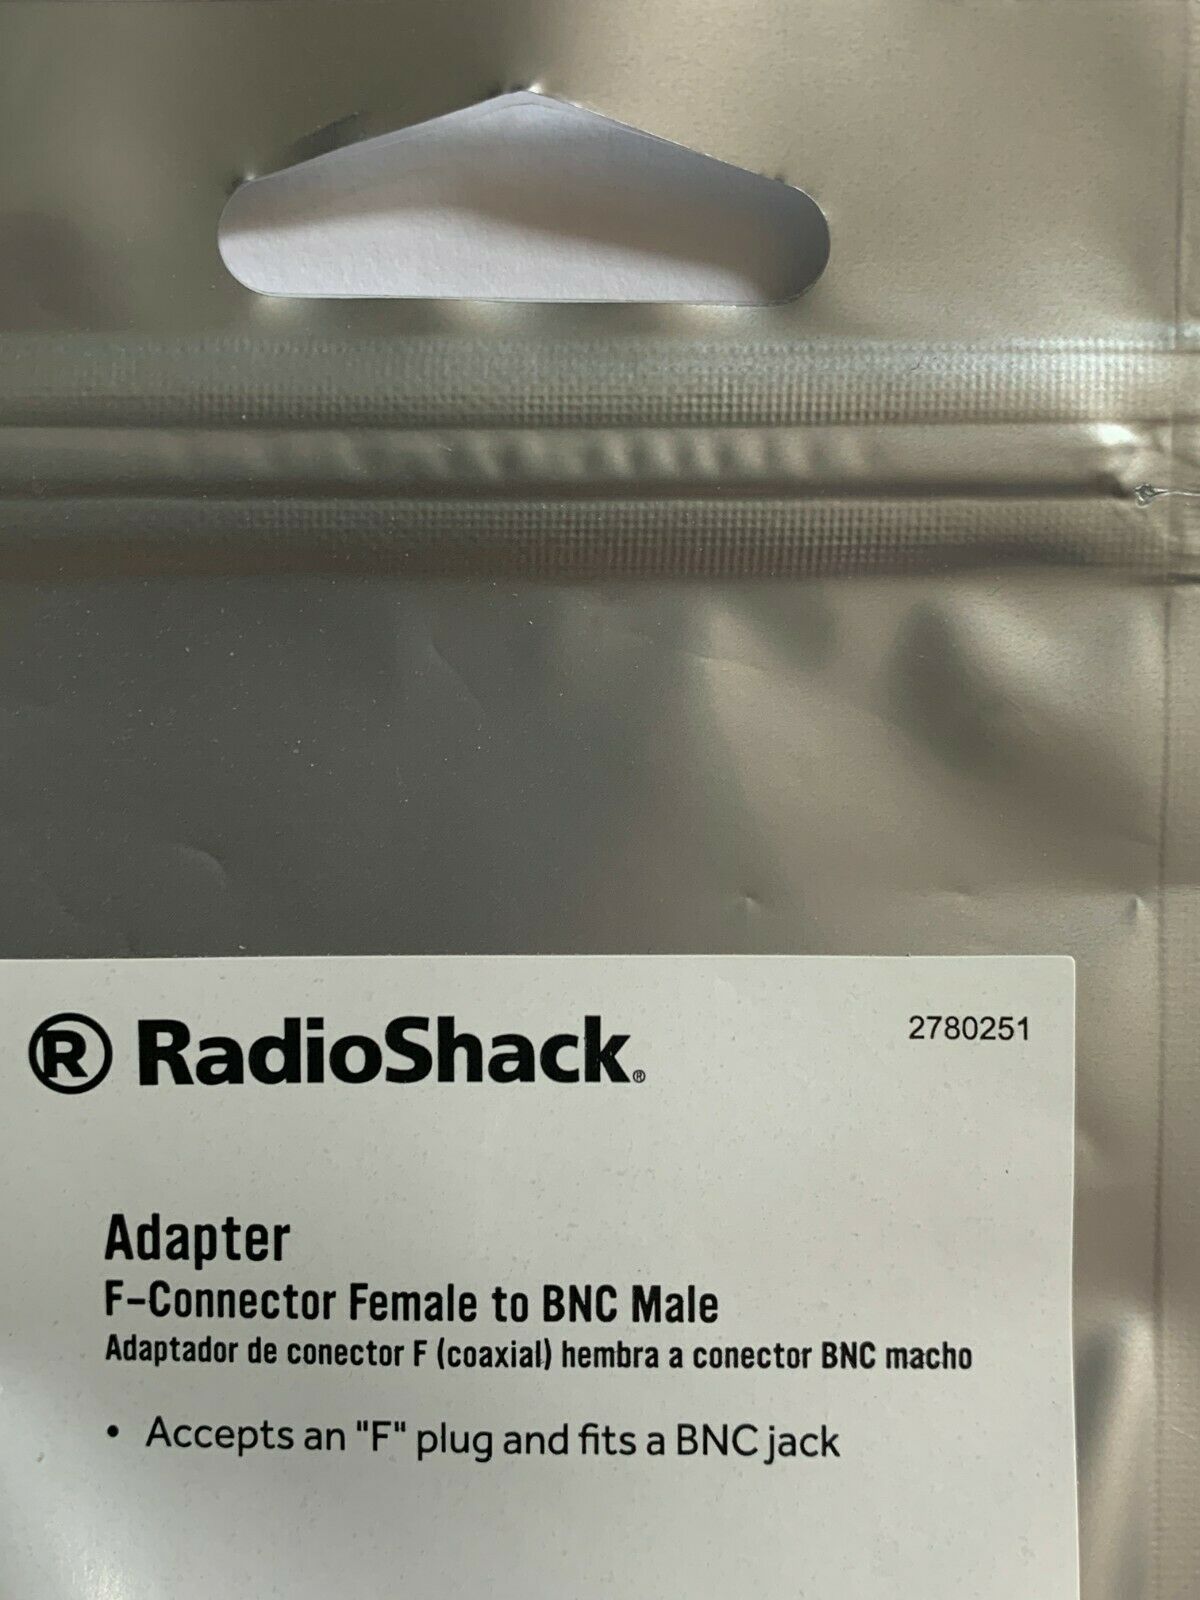 ® RadioShack®
2780251
Adapter
F-Connector Female to BNC Male
Adaptador de conector F (coaxial) hembra a conector BNC macho
• Accepts an "F" plug and fits a BNC jack